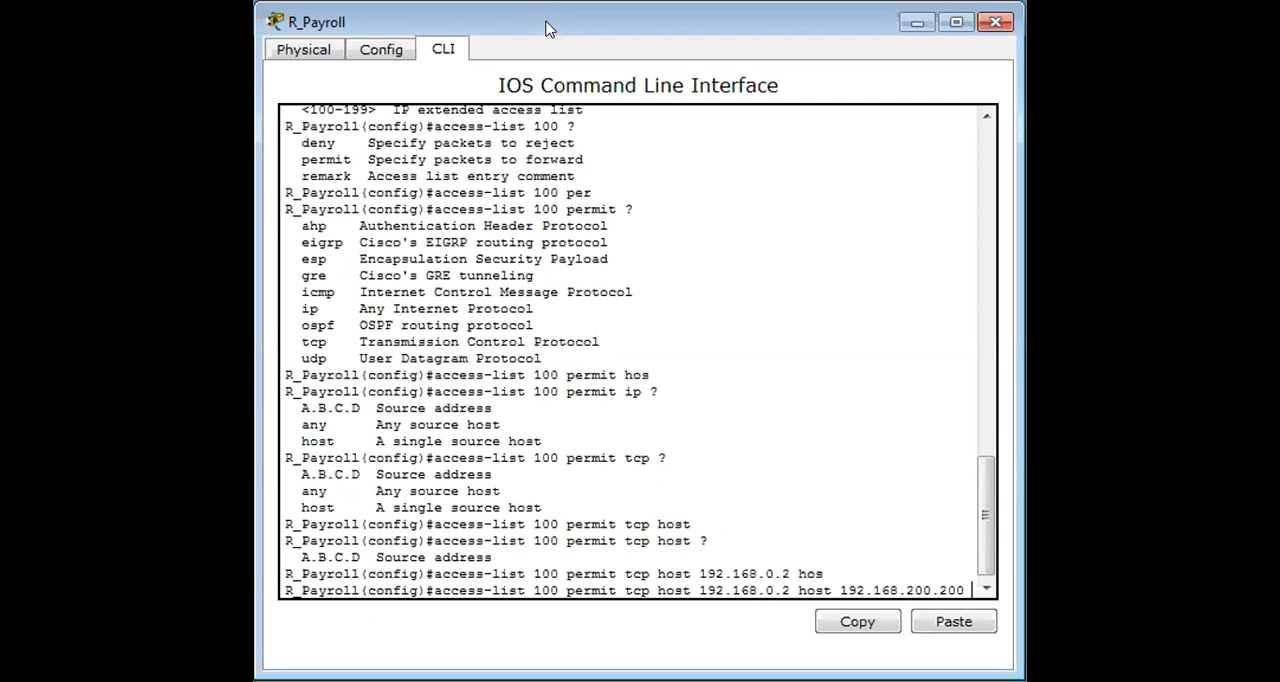 R_Payroll
Physical Config CLI
IOS Command Line Interface
<100-199> IP extended access list
R_Payroll(config)#access-list 100 ?
deny Specify packets to reject
permit Specify packets to forward
remark Access list entry comment
R_Payroll(config)#access-list 100 per
R_Payroll(config)#access-list 100 permit ?
ahp Authentication Header Protocol
eigrp Cisco's EIGRP routing protocol
esp Encapsulation Security Payload
gre Cisco's GRE tunneling
icmp Internet Control Message Protocol
ip Any Internet Protocol
ospf OSPF routing protocol
tcp Transmission Control Protocol
udp User Datagram Protocol
R_Payroll(config)#access-list 100 permit hos
R_Payroll(config)#access-list 100 permit ip ?
A.B.C.D Source address
any Any source host
host A single source host
R_Payroll(config)#access-list 100 permit tcp ?
A.B.C.D Source address
any Any source host
host A single source host
R_Payroll(config)#access-list 100 permit tcp host
R_Payroll(config)#access-list 100 permit tcp host ?
A.B.C.D Source address
R_Payroll(config)#access-list 100 permit tcp host 192.168.0.2 hos
R_Payroll(config)#access-list 100 permit tcp host 192.168.0.2 host 192.168.200.200
Copy Paste